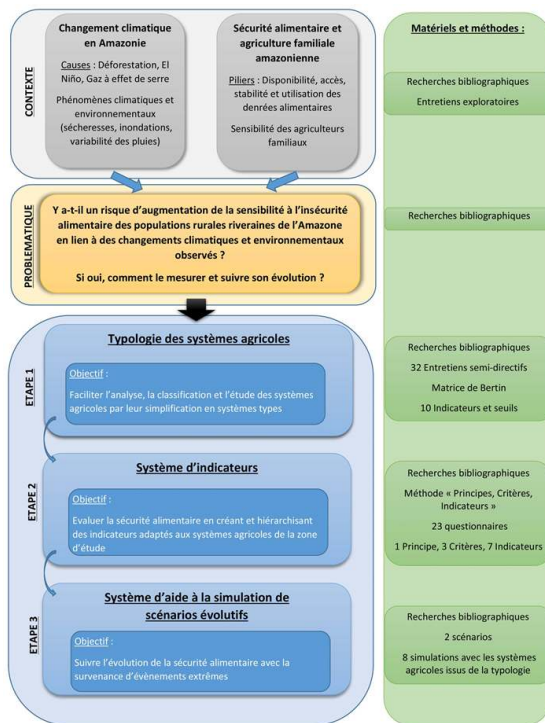 CONTEXTE
Changement climatique
en Amazonie
Causes : Déforestation, El
Niño, Gaz à effet de serre
Phénomènes climatiques et
environnementaux
(sécheresses, inondations,
variabilité des pluies)
Sécurité alimentaire et
agriculture familiale
amazonienne
Piliers : Disponibilité, accès,
stabilité et utilisation des
denrées alimentaires
Sensibilité des agriculteurs
familiaux
Matériels et méthodes :
Recherches bibliographiques
Entretiens exploratoires
PROBLEMATIQUE
Y a-t-il un risque d’augmentation de la sensibilité à l’insécurité
alimentaire des populations rurales riveraines de l’Amazone
en lien à des changements climatiques et environnementaux
observés ?
Si oui, comment le mesurer et suivre son évolution ?
Recherches bibliographiques
ETAPE 1
Typologie des systèmes agricoles
Objectif :
Faciliter l’analyse, la classification et l’étude des systèmes
agricoles par leur simplification en systèmes types
Recherches bibliographiques
32 Entretiens semi-directifs
Matrice de Bertin
10 Indicateurs et seuils
ETAPE 2
Système d’indicateurs
Objectif :
Evaluer la sécurité alimentaire en créant et hiérarchisant
des indicateurs adaptés aux systèmes agricoles de la zone
d’étude
Recherches bibliographiques
Méthode « Principes, Critères,
Indicateurs »
23 questionnaires
1 Principe, 3 Critères, 7 Indicateurs
ETAPE 3
Système d’aide à la simulation de
scénarios évolutifs
Objectif :
Suivre l’évolution de la sécurité alimentaire avec la
survenance d’évènements extrêmes
Recherches bibliographiques
2 scénarios
8 simulations avec les systèmes
agricoles issus de la typologie